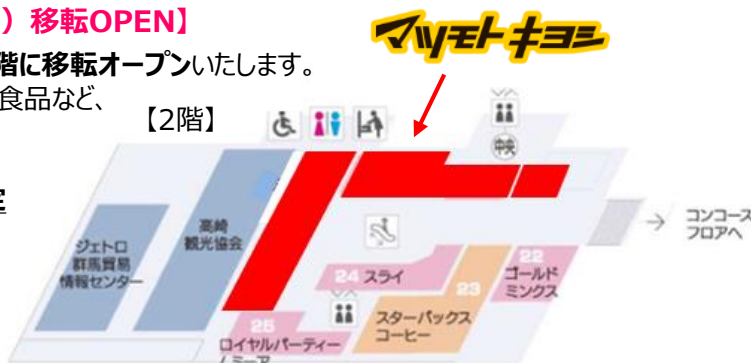 ）移転OPEN】
階に移転オープンいたします。
食品など、
マツモトキヨシ
【2階】
中央
高崎
観光協会
ジェトロ
群馬貿易
情報センター
コンコース
フロアへ
24 スライ
22
ゴールド
ミンクス
23
スターバックス
コーヒー
25
ロイヤルパーティー